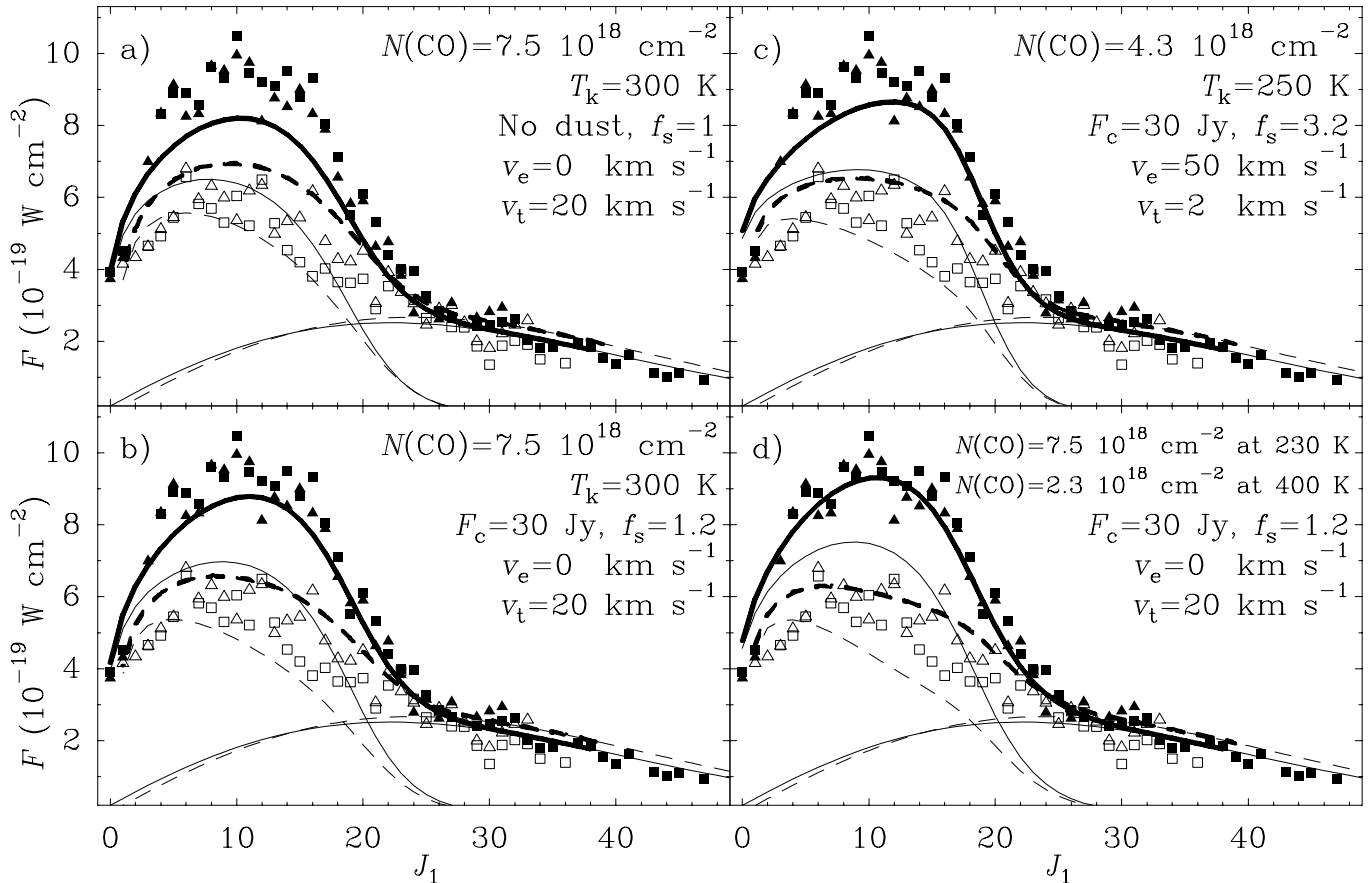 a)
N(CO)=7.5 10^18 cm^-2
T_k=300 K
No dust, f_s=1
v_e=0 km s^-1
v_t=20 km s^-1
10
8
6
4
2
F (10^-19 W cm^-2)
c)
N(CO)=4.3 10^18 cm^-2
T_k=250 K
F_c=30 Jy, f_s=3.2
v_e=50 km s^-1
v_t=2 km s^-1
b)
N(CO)=7.5 10^18 cm^-2
T_k=300 K
F_c=30 Jy, f_s=1.2
v_e=0 km s^-1
v_t=20 km s^-1
10
8
6
4
2
F (10^-19 W cm^-2)
0 10 20 30 40
J_1
d)
N(CO)=7.5 10^18 cm^-2 at 230 K
N(CO)=2.3 10^18 cm^-2 at 400 K
F_c=30 Jy, f_s=1.2
v_e=0 km s^-1
v_t=20 km s^-1
0 10 20 30 40
J_1